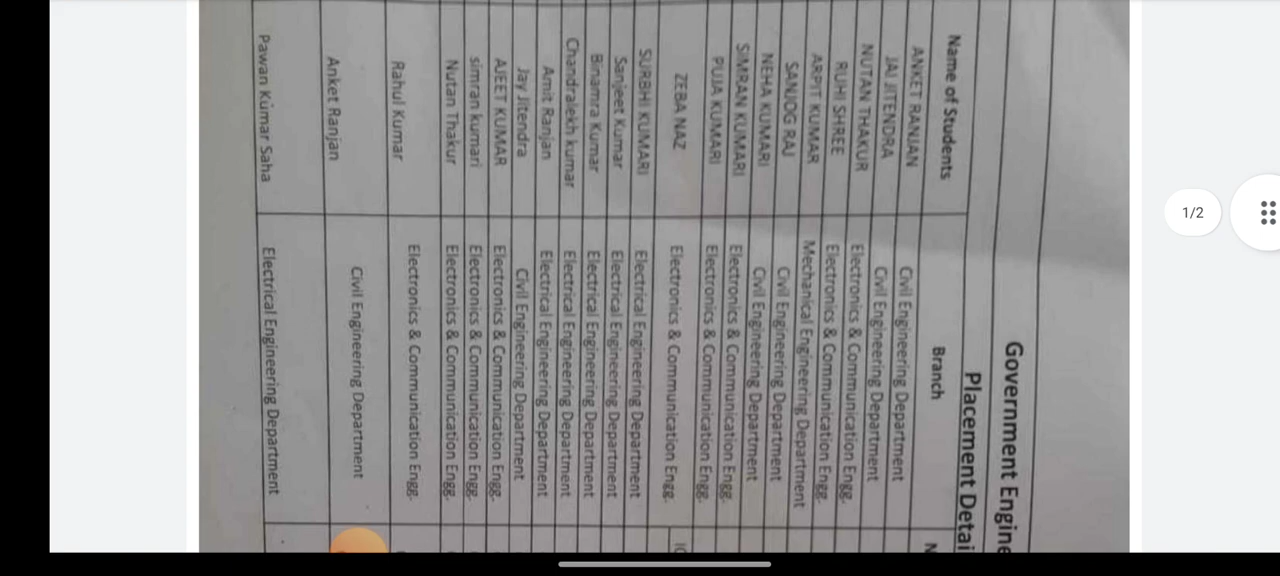 Government Engine
Placement Detai
Name of Students Branch N
ANKET RANJAN Civil Engineering Department
JAI JITENDRA Civil Engineering Department
NUTAN THAKUR Electronics & Communication Engg.
RUHI SHREE Electronics & Communication Engg.
ARPIT KUMAR Mechanical Engineering Department
SANJOG RAJ Civil Engineering Department
NEHA KUMARI Civil Engineering Department
SIMRAN KUMARI Electronics & Communication Engg.
PUJA KUMARI Electronics & Communication Engg.
ZEBA NAZ Electronics & Communication Engg. IC
SURBHI KUMARI Electrical Engineering Department
Sanjeet Kumar Electrical Engineering Department
Binamra Kumar Electrical Engineering Department
Chandralekh kumar Electrical Engineering Department
Amit Ranjan Electrical Engineering Department
Jay Jitendra Civil Engineering Department
AJEET KUMAR Electronics & Communication Engg.
simran kumari Electronics & Communication Engg.
Nutan Thakur Electronics & Communication Engg.
Rahul Kumar Electronics & Communication Engg.
Anket Ranjan Civil Engineering Department
Pawan Kumar Saha Electrical Engineering Department
1/2